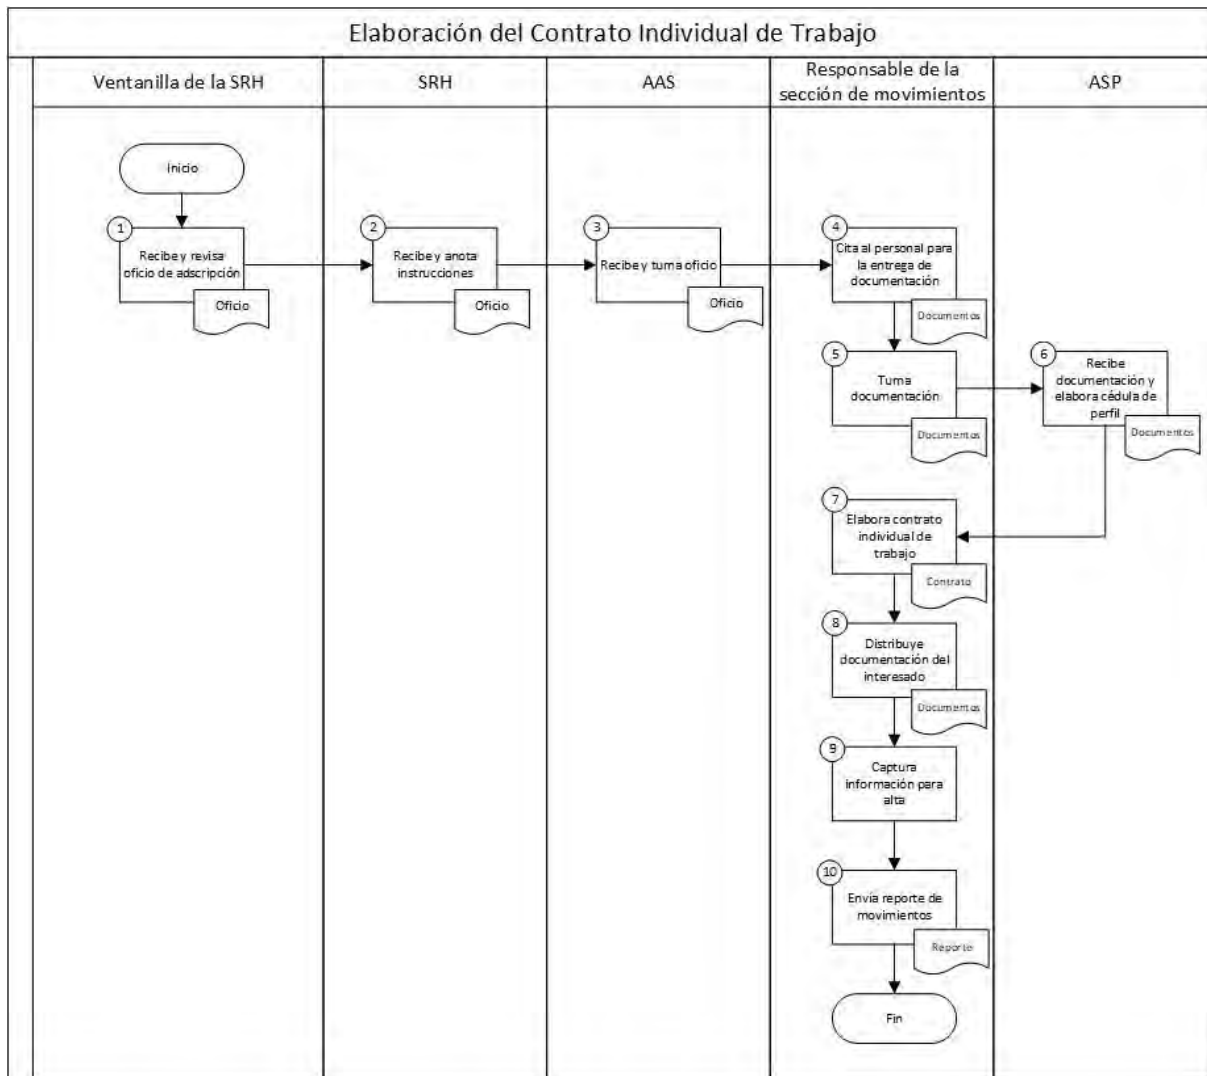 Elaboración del Contrato Individual de Trabajo
Ventanilla de la SRH
SRH
AAS
Responsable de la
sección de movimientos
ASP
Inicio
1
Recibe y revisa
oficio de adscripción
Oficio
2
Recibe y anota
instrucciones
Oficio
3
Recibe y turna oficio
Oficio
4
Cita al personal para
la entrega de
documentación
Documentos
5
Turna
documentación
Documentos
6
Recibe
documentación y
elabora cédula de
perfil
Documentos
7
Elabora contrato
individual de
trabajo
Contrato
8
Distribuye
documentación del
interesado
Documentos
9
Captura
información para
alta
10
Envía reporte de
movimientos
Reporte
Fin